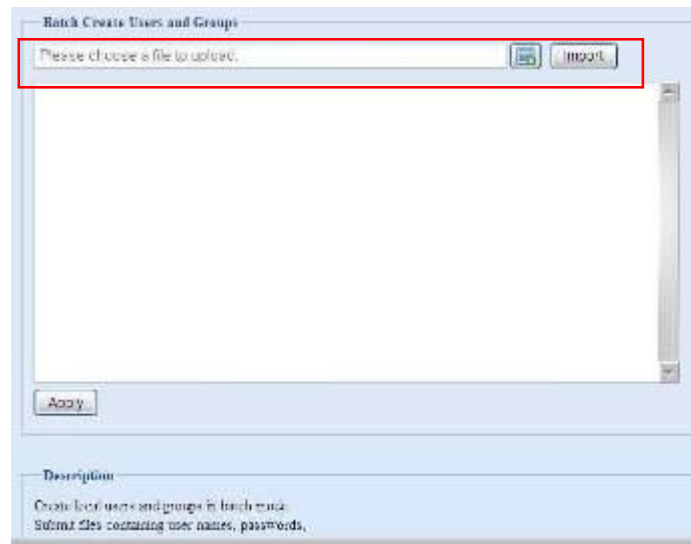 Batch Create Users and Groups
Please choose a file to upload.
Import
Apply
Description
Create local users and groups in batch mode.
Submit files containing user names, passwords,